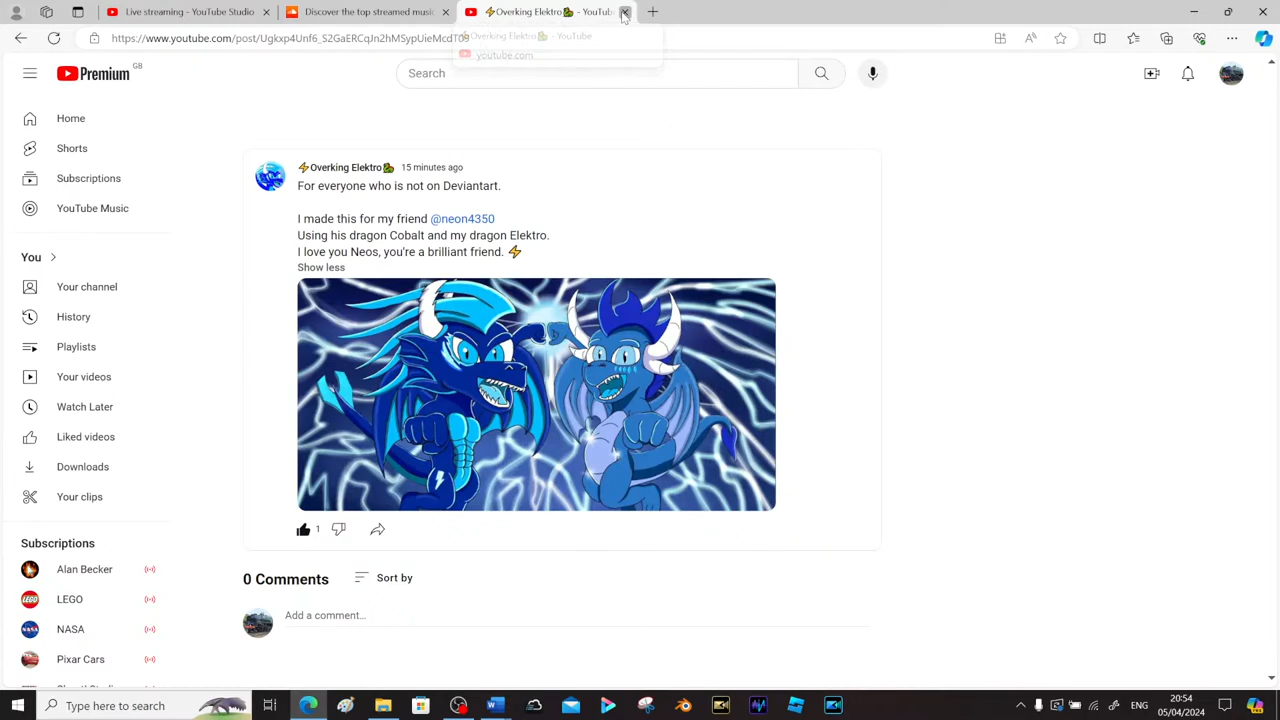 Live streaming - YouTube Studio
Discover the top streamed music
⚡Overking Elektro🐉 - YouTube
https://www.youtube.com/post/Ugkxp4Unf6_S2GaERCqJn2hMSypUieMcdT09
⚡Overking Elektro🐉 - YouTube
youtube.com
Premium GB
Search
Home
Shorts
Subscriptions
YouTube Music
You
Your channel
History
Playlists
Your videos
Watch Later
Liked videos
Downloads
Your clips
Subscriptions
Alan Becker
LEGO
NASA
Pixar Cars
⚡Overking Elektro🐉 15 minutes ago
For everyone who is not on Deviantart.
I made this for my friend @neon4350
Using his dragon Cobalt and my dragon Elektro.
I love you Neos, you're a brilliant friend. ⚡
Show less
1
0 Comments Sort by
Add a comment...
Type here to search
ENG
20:54
05/04/2024